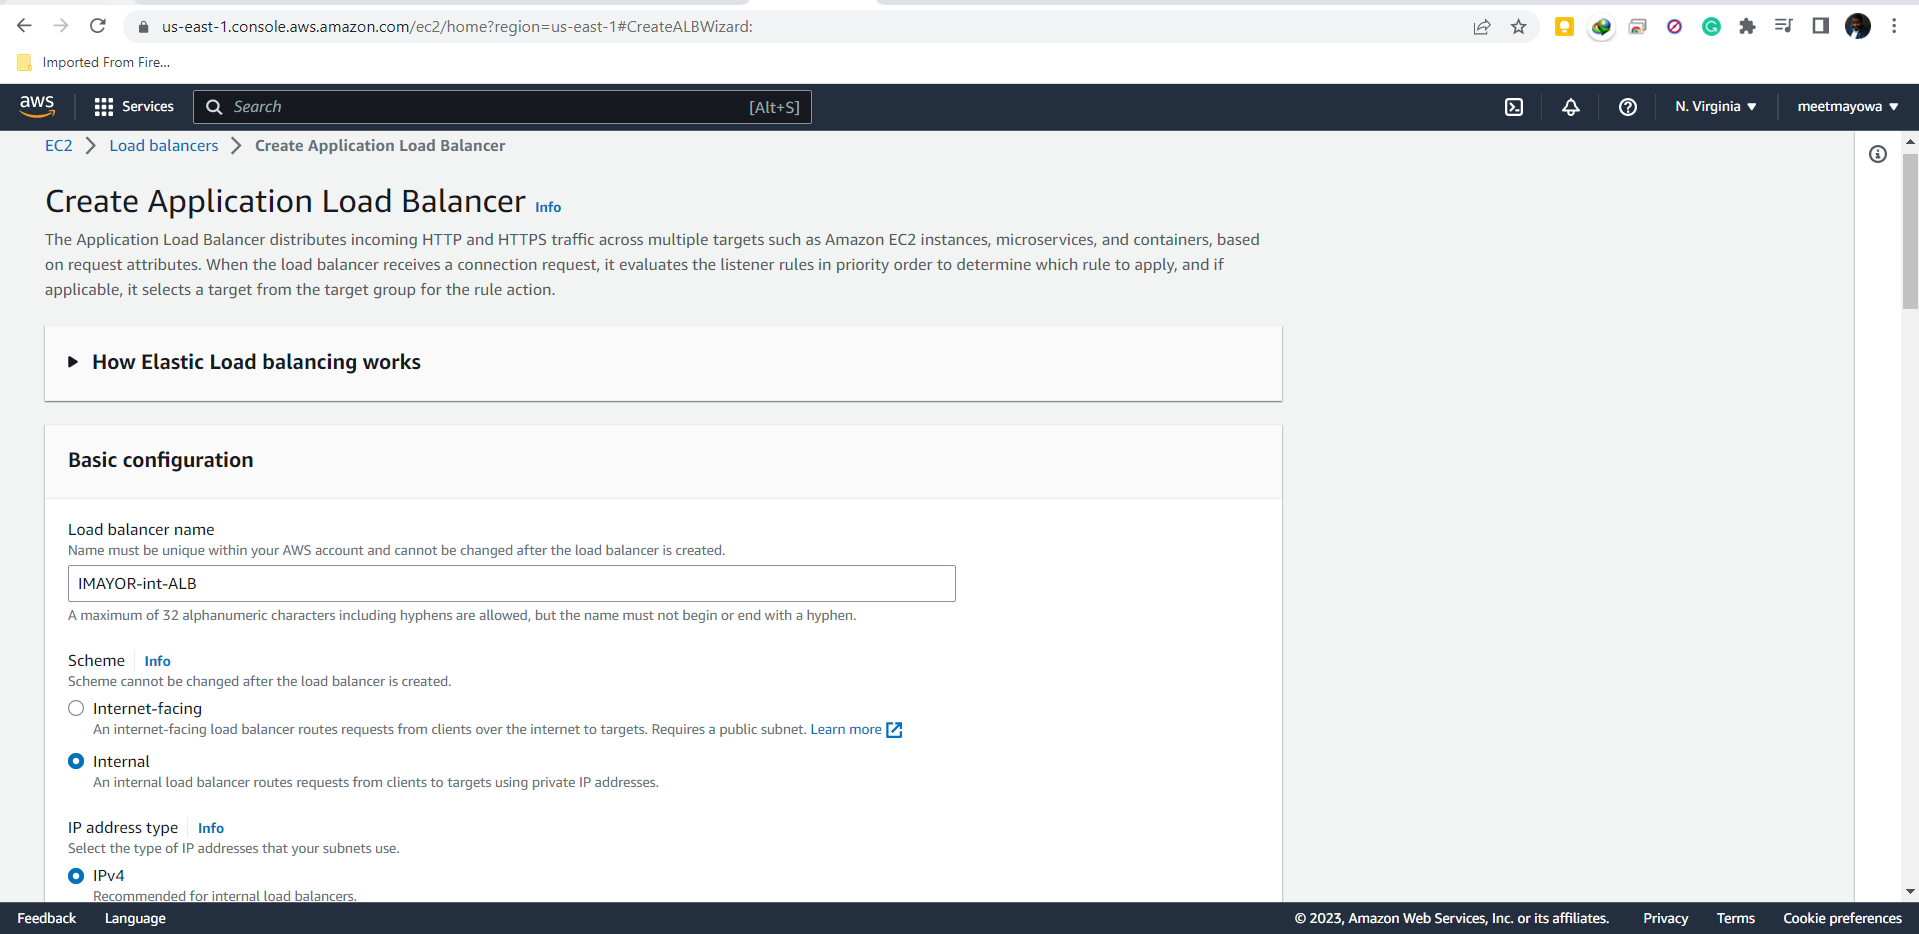 us-east-1.console.aws.amazon.com/ec2/home?region=us-east-1#CreateALBWizard:
Imported From Fire...
aws Services Search [Alt+S] N. Virginia meetmayowa
EC2 Load balancers Create Application Load Balancer
Create Application Load Balancer Info
The Application Load Balancer distributes incoming HTTP and HTTPS traffic across multiple targets such as Amazon EC2 instances, microservices, and containers, based
on request attributes. When the load balancer receives a connection request, it evaluates the listener rules in priority order to determine which rule to apply, and if
applicable, it selects a target from the target group for the rule action.
How Elastic Load balancing works
Basic configuration
Load balancer name
Name must be unique within your AWS account and cannot be changed after the load balancer is created.
IMAYOR-int-ALB
A maximum of 32 alphanumeric characters including hyphens are allowed, but the name must not begin or end with a hyphen.
Scheme Info
Scheme cannot be changed after the load balancer is created.
Internet-facing
An internet-facing load balancer routes requests from clients over the internet to targets. Requires a public subnet. Learn more
Internal
An internal load balancer routes requests from clients to targets using private IP addresses.
IP address type Info
Select the type of IP addresses that your subnets use.
IPv4
Recommended for internal load balancers.
Feedback Language © 2023, Amazon Web Services, Inc. or its affiliates. Privacy Terms Cookie preferences